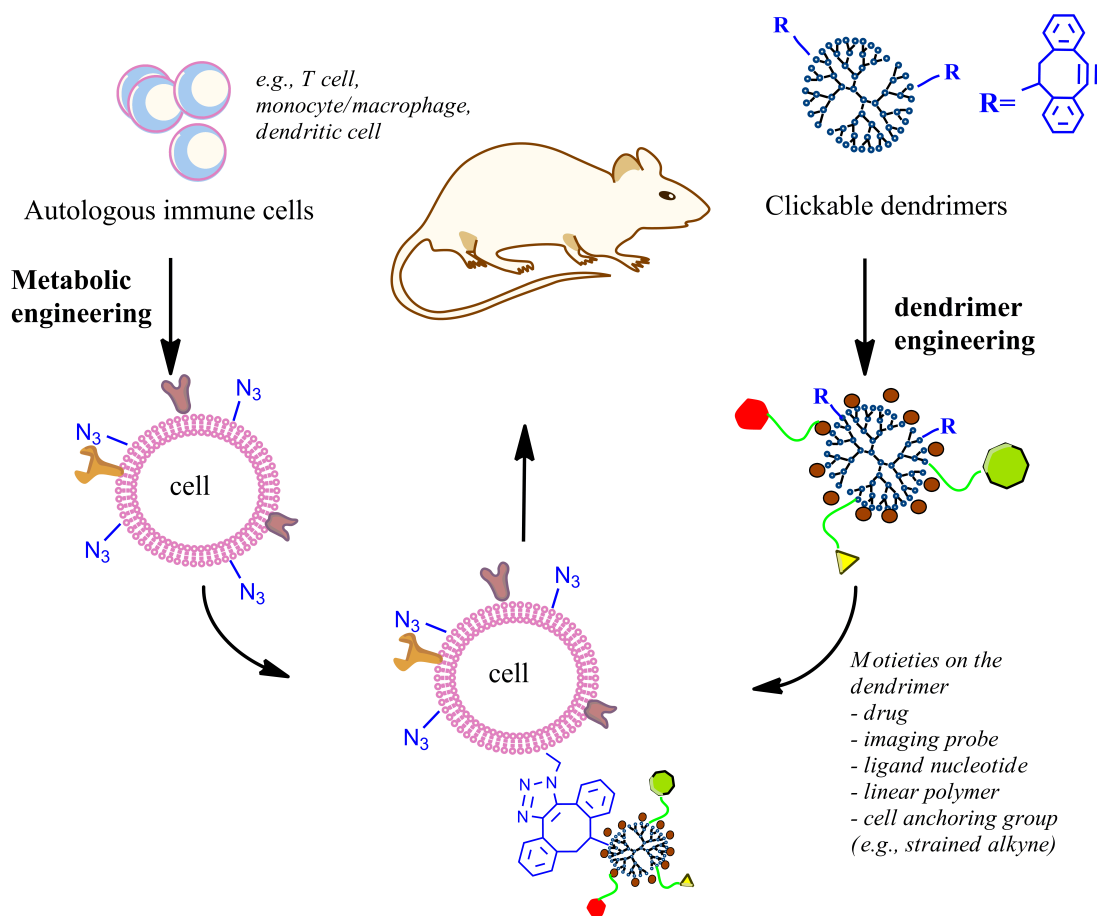 e.g., T cell,
monocyte/macrophage,
dendritic cell
Autologous immune cells
R
R
R=
Clickable dendrimers
Metabolic
engineering
dendrimer
engineering
N3
N3
N3
N3
cell
R
R
N3
N3
N3
cell
N
N
N
Motieties on the
dendrimer
- drug
- imaging probe
- ligand nucleotide
- linear polymer
- cell anchoring group
(e.g., strained alkyne)